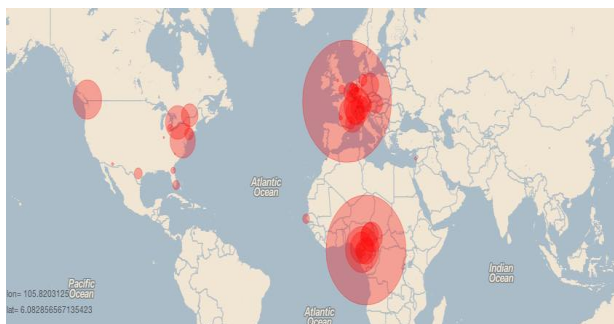 Atlantic
Ocean
Pacific
Ocean
Indian
Ocean
lon= 105.8203125
lat= 6.082856567135423
Atlantic
Ocean